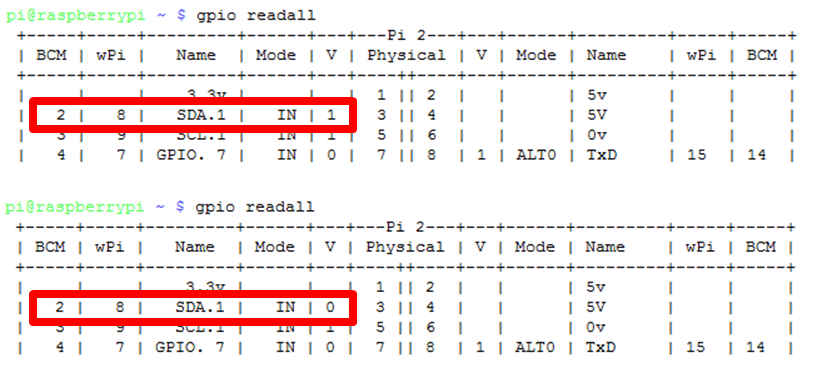 pi@raspberrypi ~ $ gpio readall
+-----+-----+---------+------+---+---Pi 2---+---+------+---------+-----+-----+
| BCM | wPi |   Name  | Mode | V | Physical | V | Mode | Name    | wPi | BCM |
+-----+-----+---------+------+---+----++----+---+------+---------+-----+-----+
|     |     |    3.3v |      |   |  1 || 2  |   |      | 5v      |     |     |
|   2 |   8 |   SDA.1 |   IN | 1 |  3 || 4  |   |      | 5V      |     |     |
|   3 |   9 |   SCL.1 |   IN | 1 |  5 || 6  |   |      | 0v      |     |     |
|   4 |   7 | GPIO. 7 |   IN | 0 |  7 || 8  | 1 | ALT0 | TxD     | 15  | 14  |
pi@raspberrypi ~ $ gpio readall
+-----+-----+---------+------+---+---Pi 2---+---+------+---------+-----+-----+
| BCM | wPi |   Name  | Mode | V | Physical | V | Mode | Name    | wPi | BCM |
+-----+-----+---------+------+---+----++----+---+------+---------+-----+-----+
|     |     |    3.3v |      |   |  1 || 2  |   |      | 5v      |     |     |
|   2 |   8 |   SDA.1 |   IN | 0 |  3 || 4  |   |      | 5V      |     |     |
|   3 |   9 |   SCL.1 |   IN | 1 |  5 || 6  |   |      | 0v      |     |     |
|   4 |   7 | GPIO. 7 |   IN | 0 |  7 || 8  | 1 | ALT0 | TxD     | 15  | 14  |